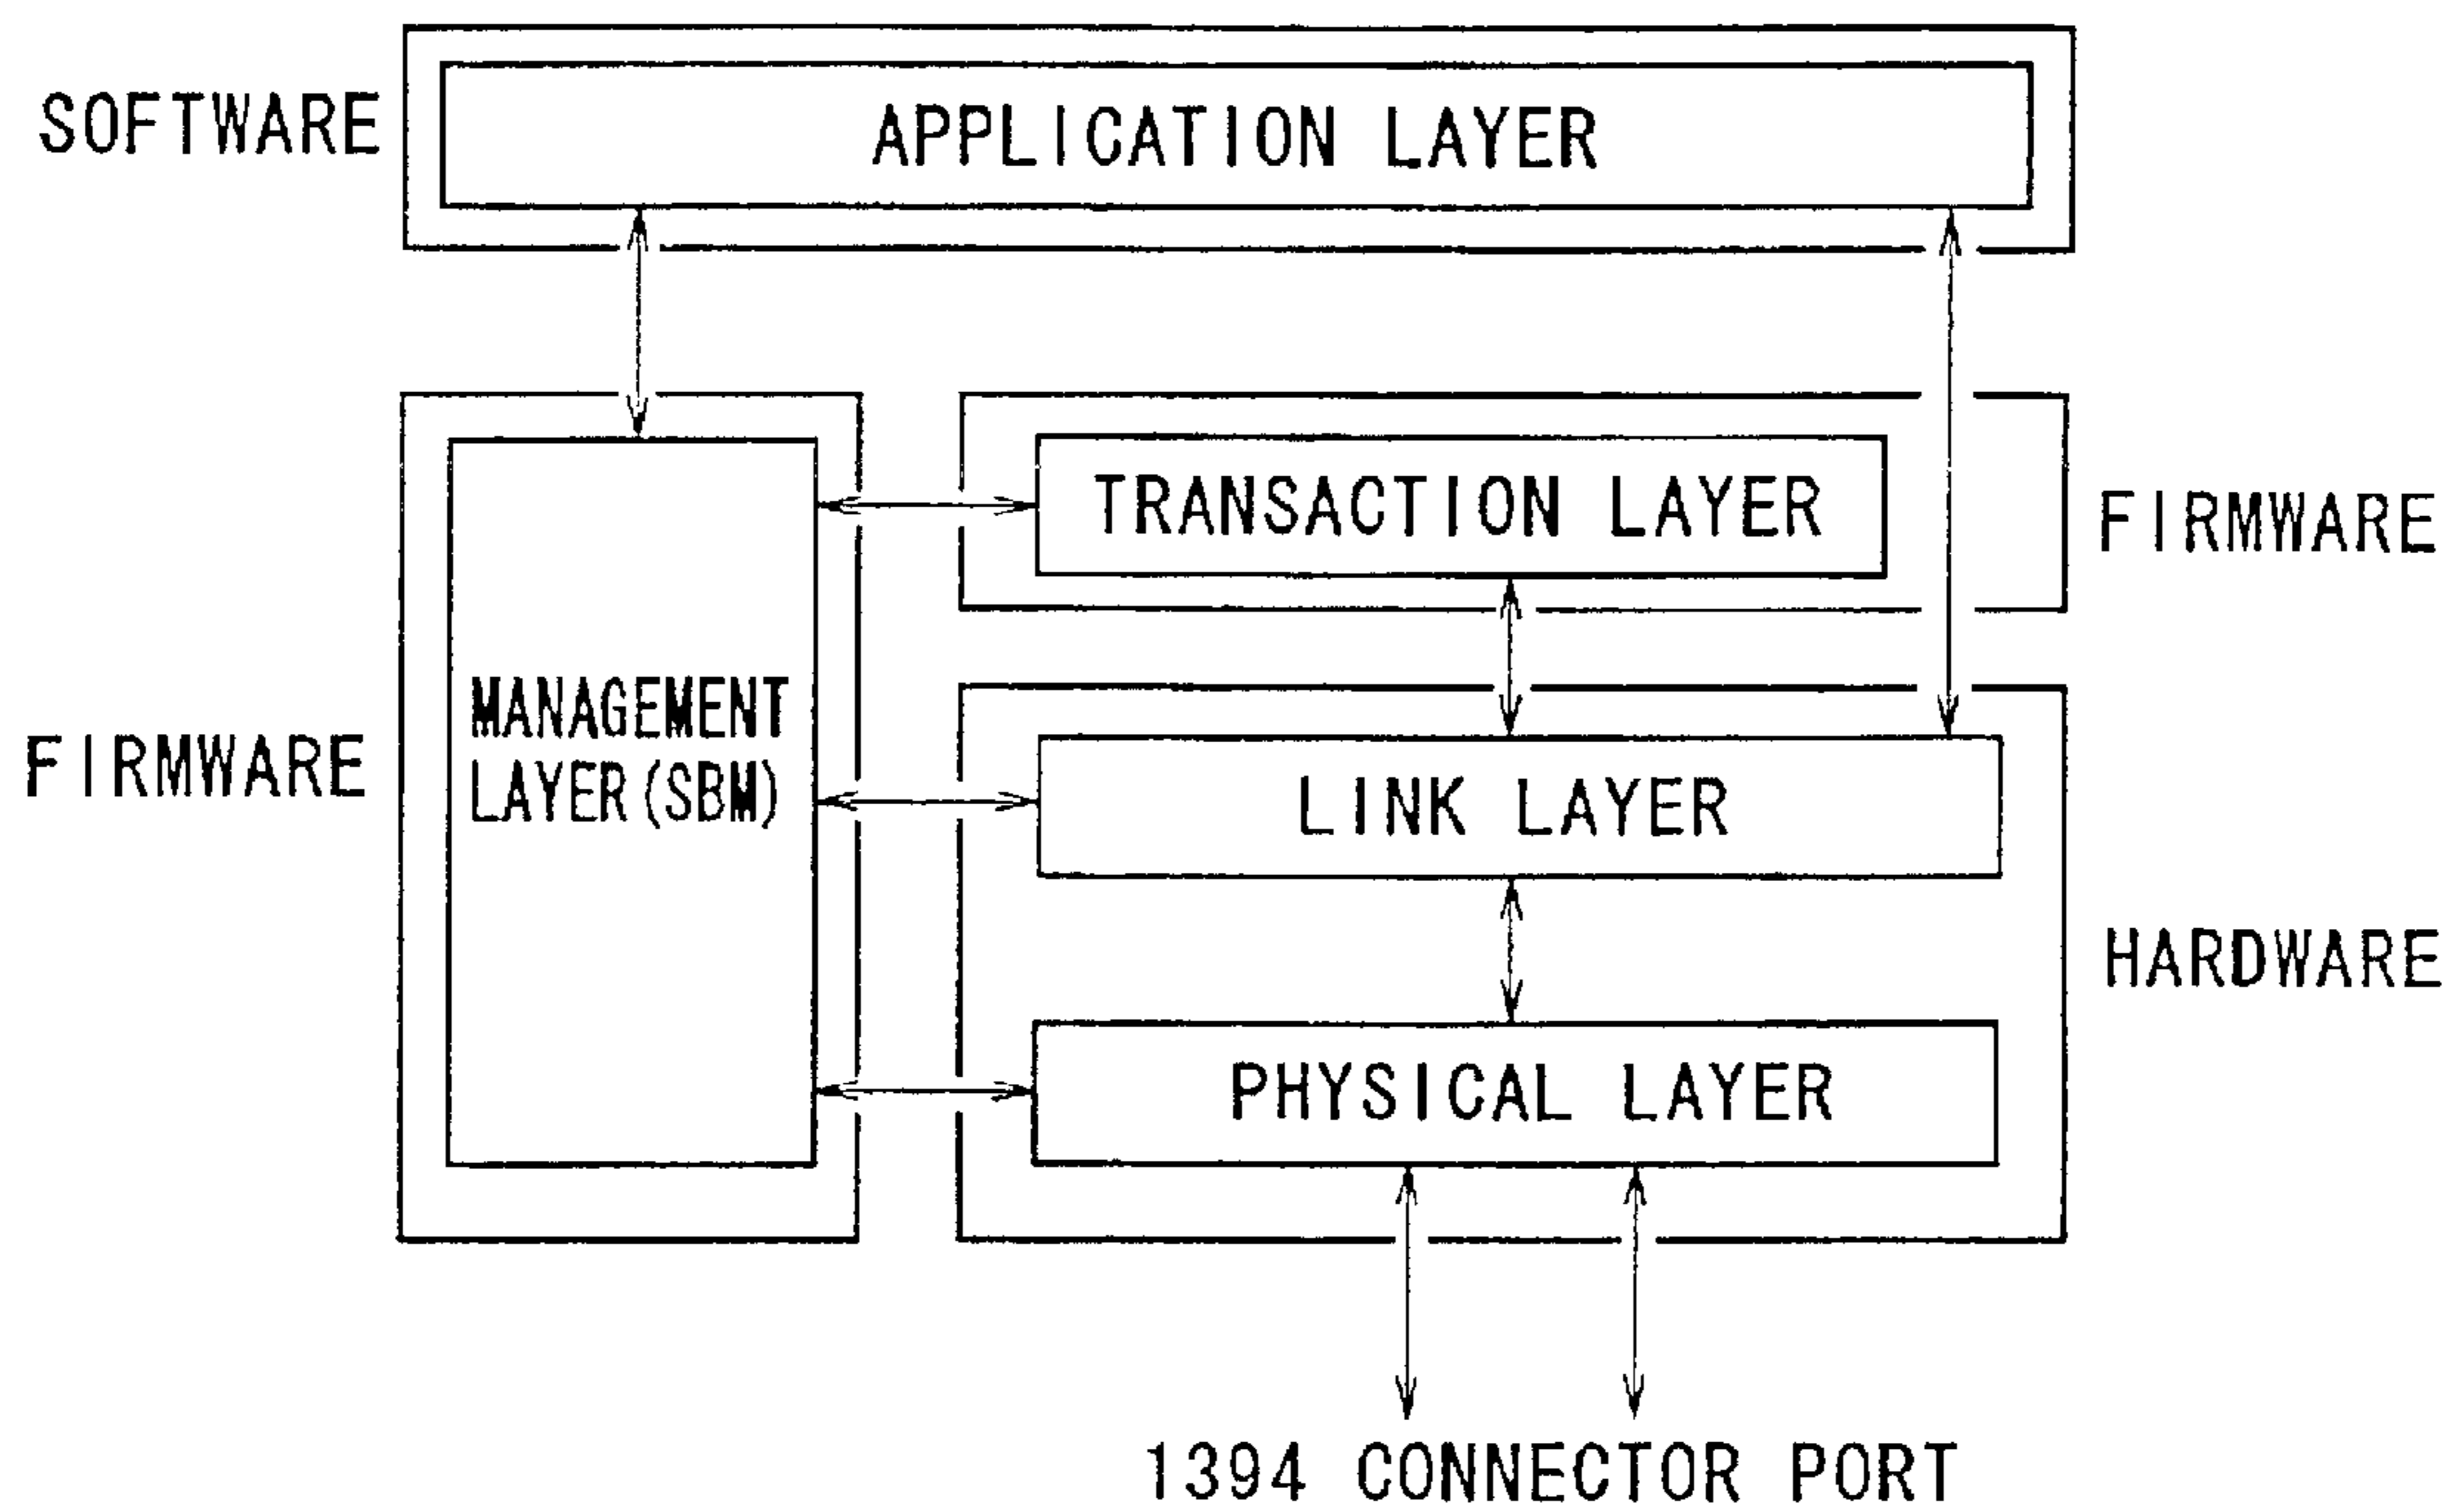 SOFTWARE
APPLICATION LAYER
TRANSACTION LAYER
FIRMWARE
MANAGEMENT
LAYER(SBM)
FIRMWARE
LINK LAYER
HARDWARE
PHYSICAL LAYER
1394 CONNECTOR PORT